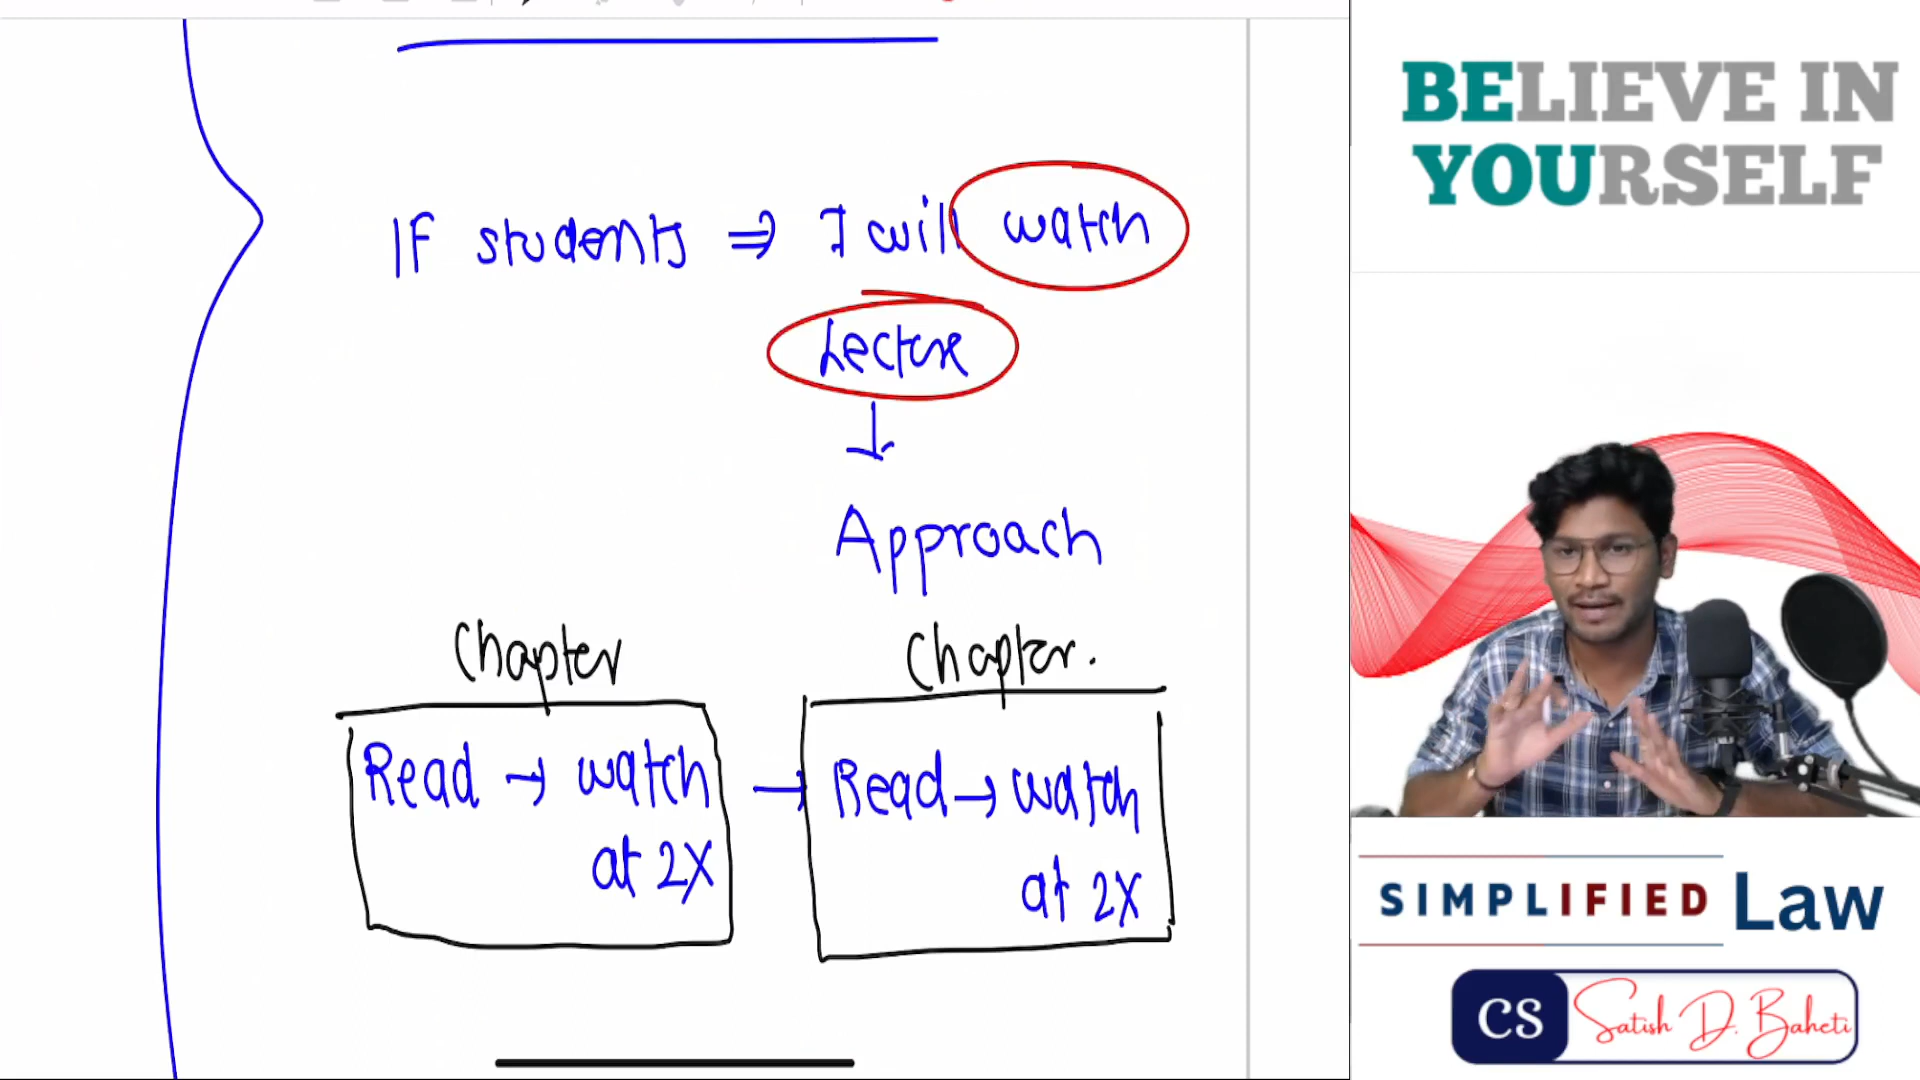 IF students ⇒ I will watch
Lecture
↓
Approach
Chapter
Read → watch
at 2X
→
Chapter.
Read → watch
at 2X
BELIEVE IN
YOURSELF
SIMPLIFIED Law
CS Satish D. Baheti